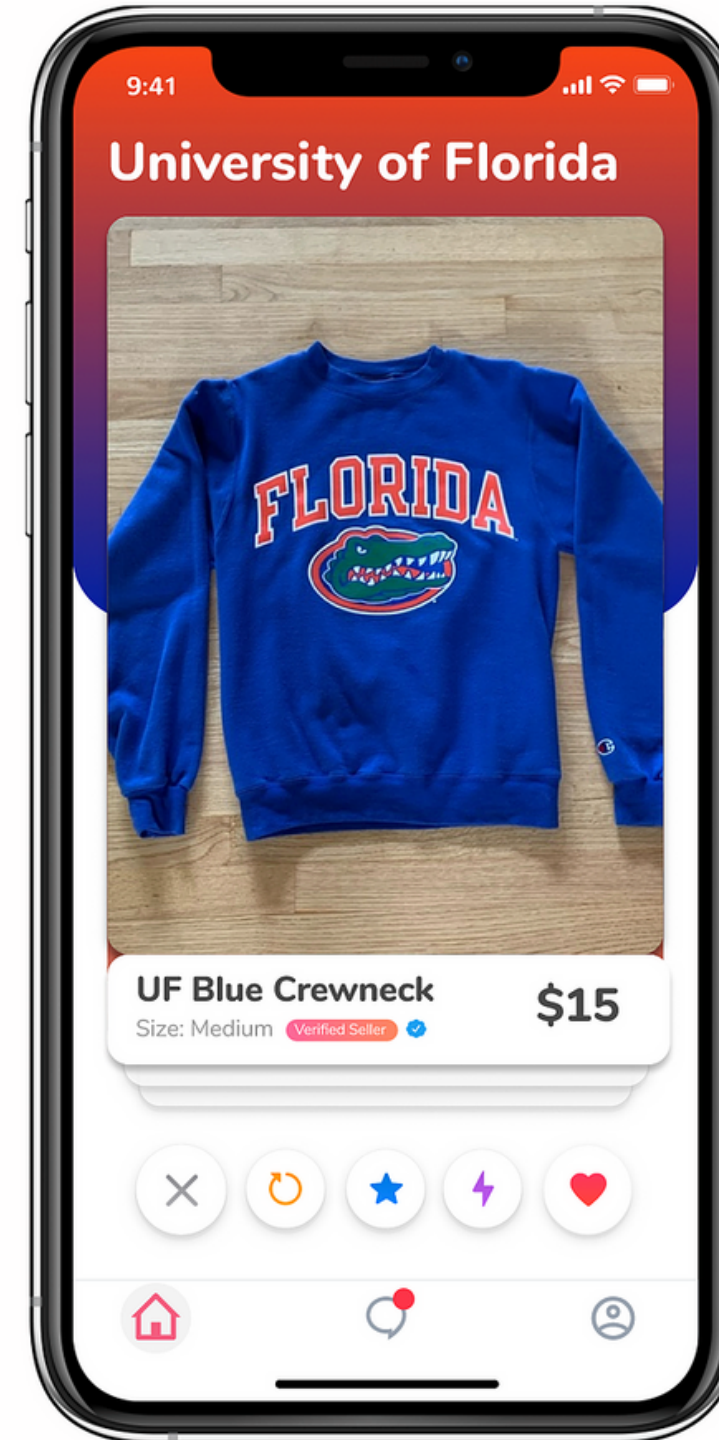 9:41
University of Florida
FLORIDA
UF Blue Crewneck
$15
Size: Medium Verified Seller